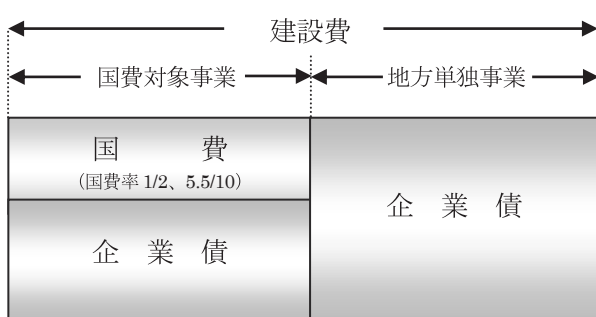 建設費
国費対象事業
地方単独事業
国　　費
（国費率 1/2、5.5/10）
企　業　債
企　業　債